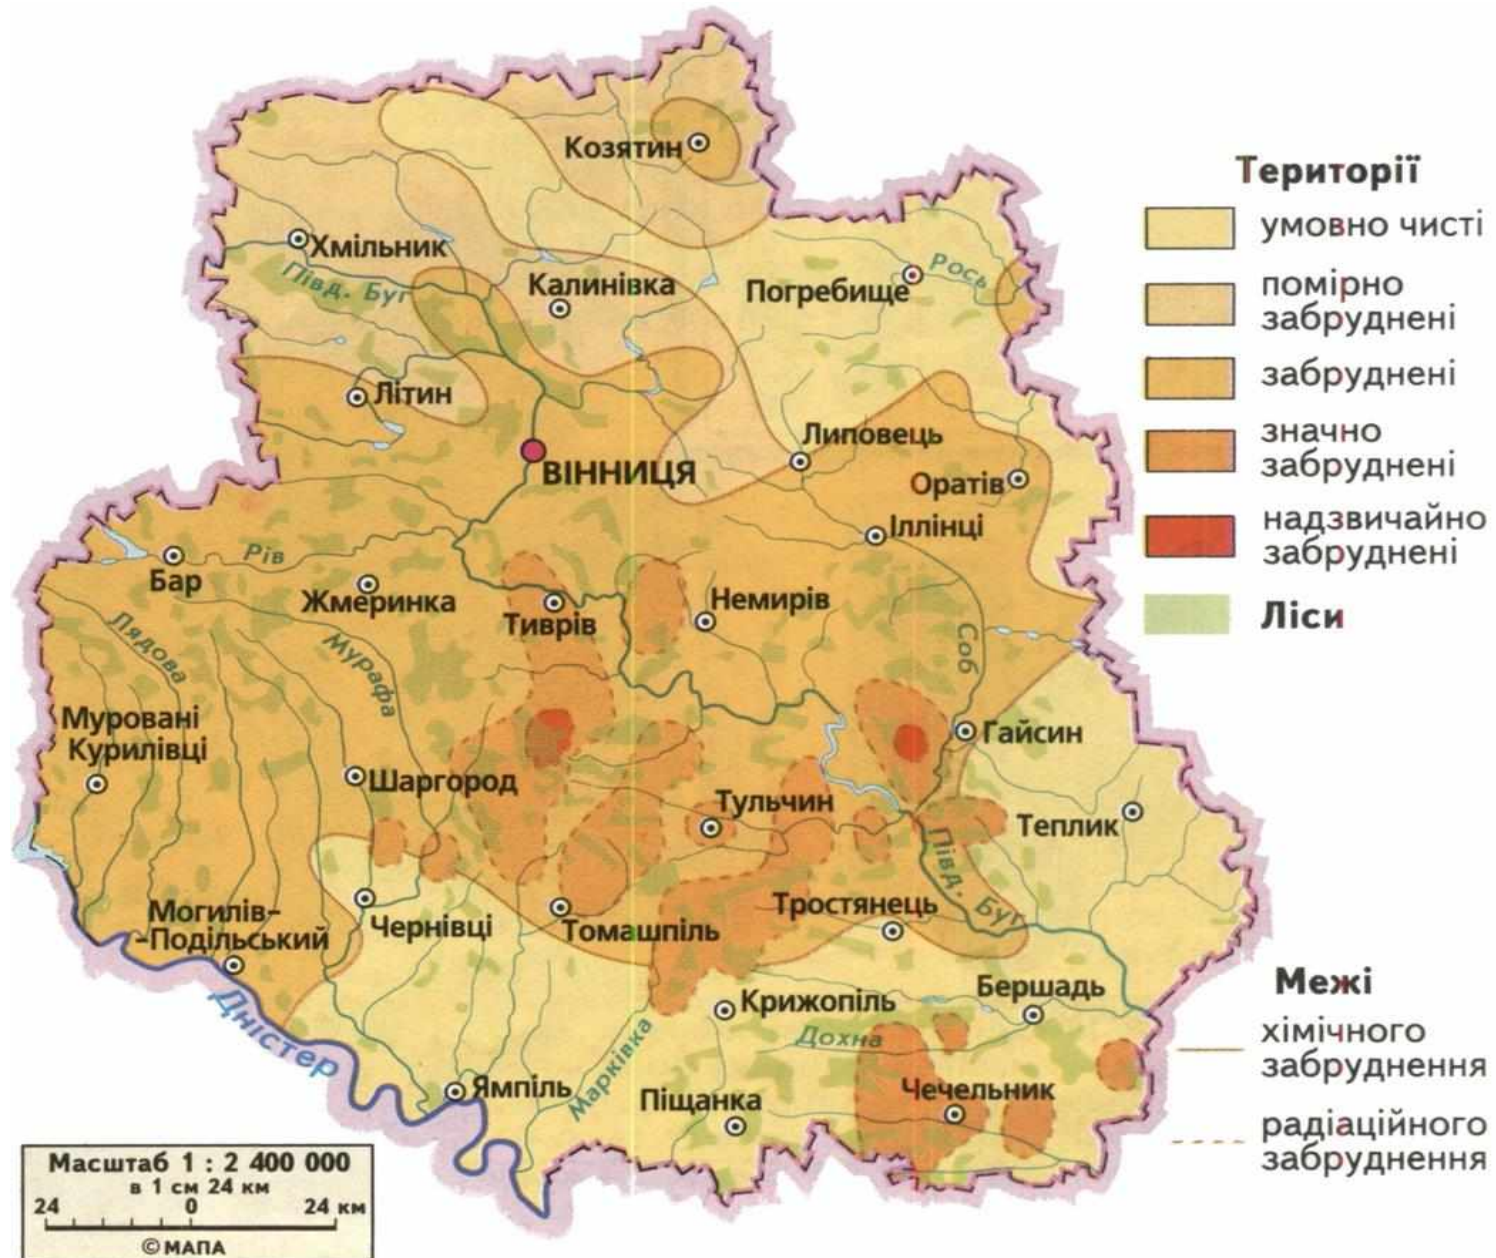 Козятин
Хмільник
Півд. Буг
Калинівка
Погребище
Рось
Літин
ВІННИЦЯ
Липовець
Оратів
Іллінці
Бар
Рів
Жмеринка
Тиврів
Немирів
Соб
Лядова
Мурафа
Муровані
Курилівці
Шаргород
Гайсин
Тульчин
Теплик
Півд. Буг
Могилів-
-Подільський
Чернівці
Томашпіль
Тростянець
Дністер
Крижопіль
Бершадь
Дохна
Марківка
Ямпіль
Піщанка
Чечельник
Території
умовно чисті
помірно
забруднені
забруднені
значно
забруднені
надзвичайно
забруднені
Ліси
Межі
хімічного
забруднення
радіаційного
забруднення
Масштаб 1 : 2 400 000
в 1 см 24 км
24 0 24 км
©МАПА